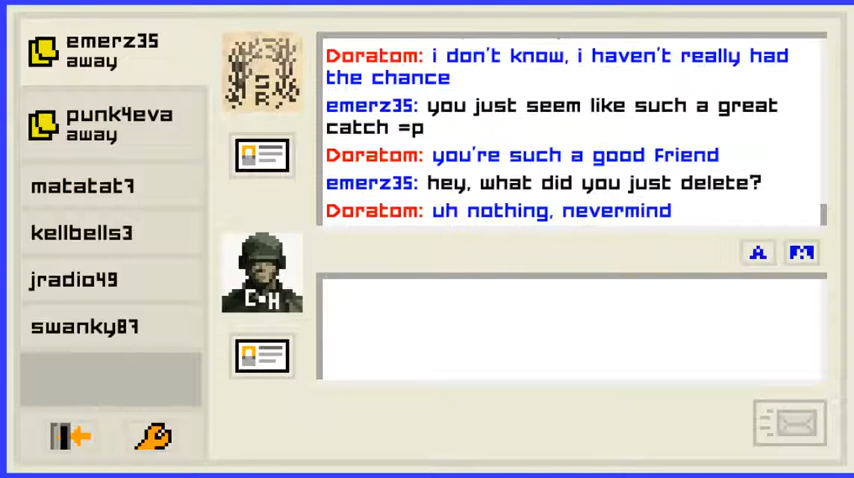 emerz35
away
punk4eva
away
matatat7
kellbells3
jradio49
swanky87
Doratom: i don't know, i haven't really had
the chance
emerz35: you just seem like such a great
catch =p
Doratom: you're such a good Friend
emerz35: hey, what did you just delete?
Doratom: uh nothing, nevermind
A
C•H